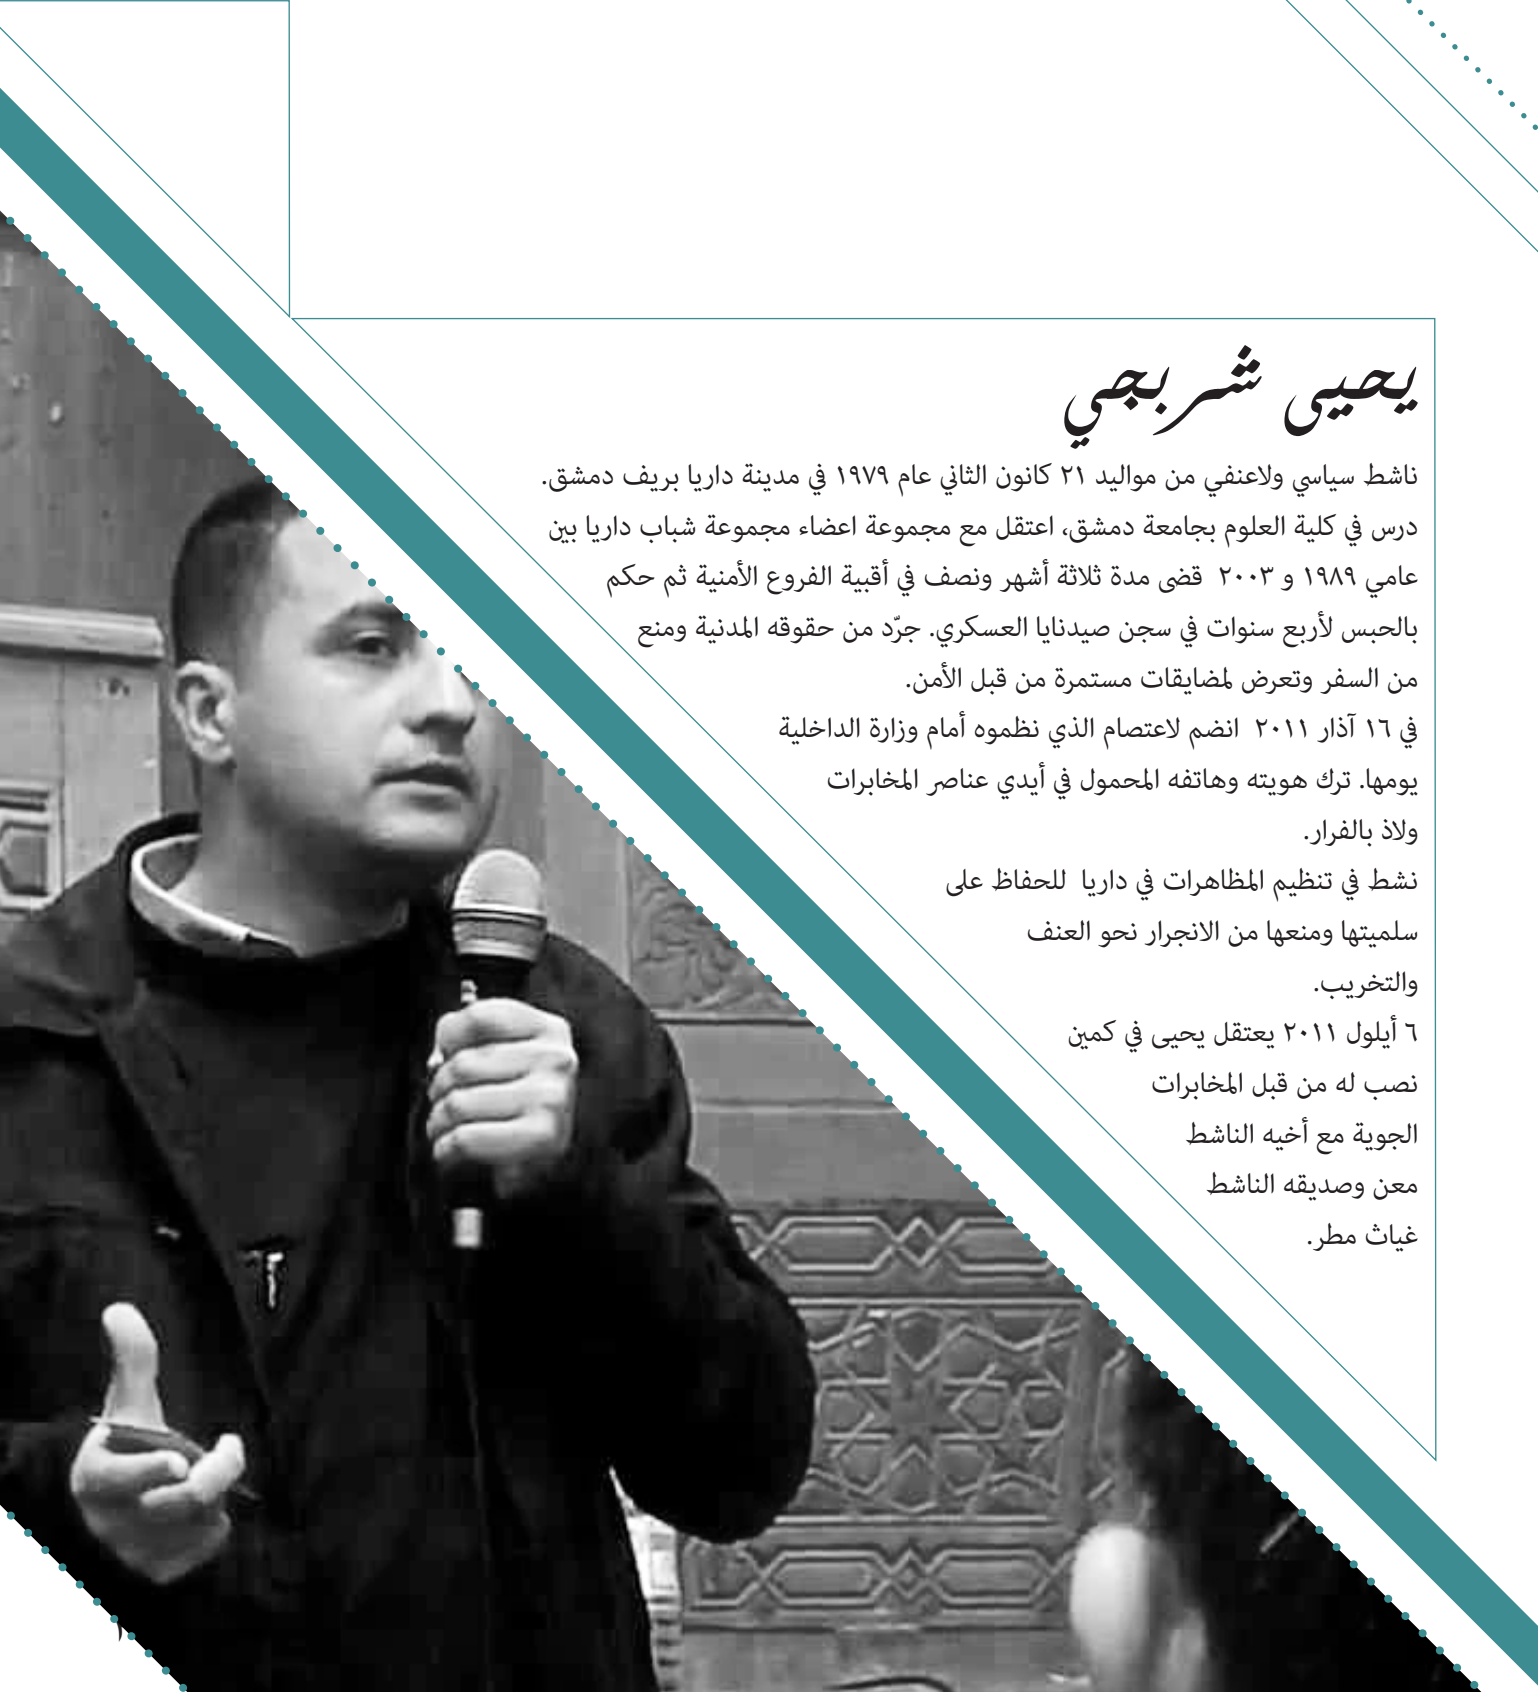 يحيى شربجي
ناشط سياسي ولاعنفي من مواليد ٢١ كانون الثاني عام ١٩٧٩ في مدينة داريا بريف دمشق.
درس في كلية العلوم بجامعة دمشق، اعتقل مع مجموعة اعضاء مجموعة شباب داريا بين
عامي ١٩٨٩ و ٢٠٠٣ قضى مدة ثلاثة أشهر ونصف في أقبية الفروع الأمنية ثم حكم
بالحبس لأربع سنوات في سجن صيدنايا العسكري. جرّد من حقوقه المدنية ومنع
من السفر وتعرض لمضايقات مستمرة من قبل الأمن.
في ١٦ آذار ٢٠١١ انضم لاعتصام الذي نظموه أمام وزارة الداخلية
يومها. ترك هويته وهاتفه المحمول في أيدي عناصر المخابرات
ولاذ بالفرار.
نشط في تنظيم المظاهرات في داريا للحفاظ على
سلميتها ومنعها من الانجرار نحو العنف
والتخريب.
٦ أيلول ٢٠١١ يعتقل يحيى في كمين
نصب له من قبل المخابرات
الجوية مع أخيه الناشط
معن وصديقه الناشط
غياث مطر.